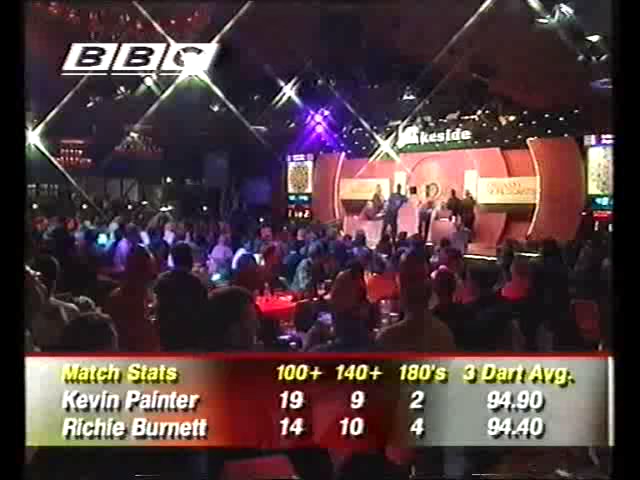 BBC
Lakeside
Match Stats 100+ 140+ 180's 3 Dart Avg.
Kevin Painter 19 9 2 94.90
Richie Burnett 14 10 4 94.40